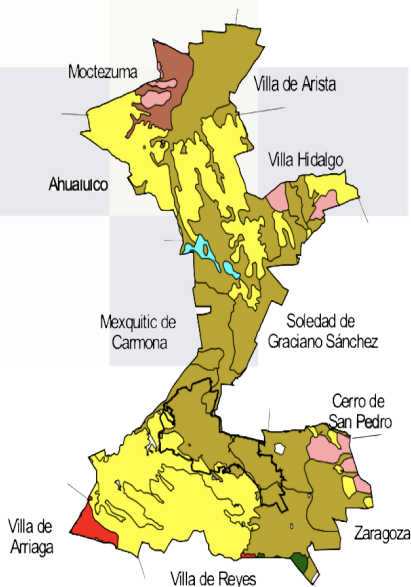 Moctezuma
Villa de Arista
Villa Hidalgo
Ahualulco
Mexquitic de
Carmona
Soledad de
Graciano Sánchez
Cerro de
San Pedro
Villa de
Arriaga
Zaragoza
Villa de Reyes